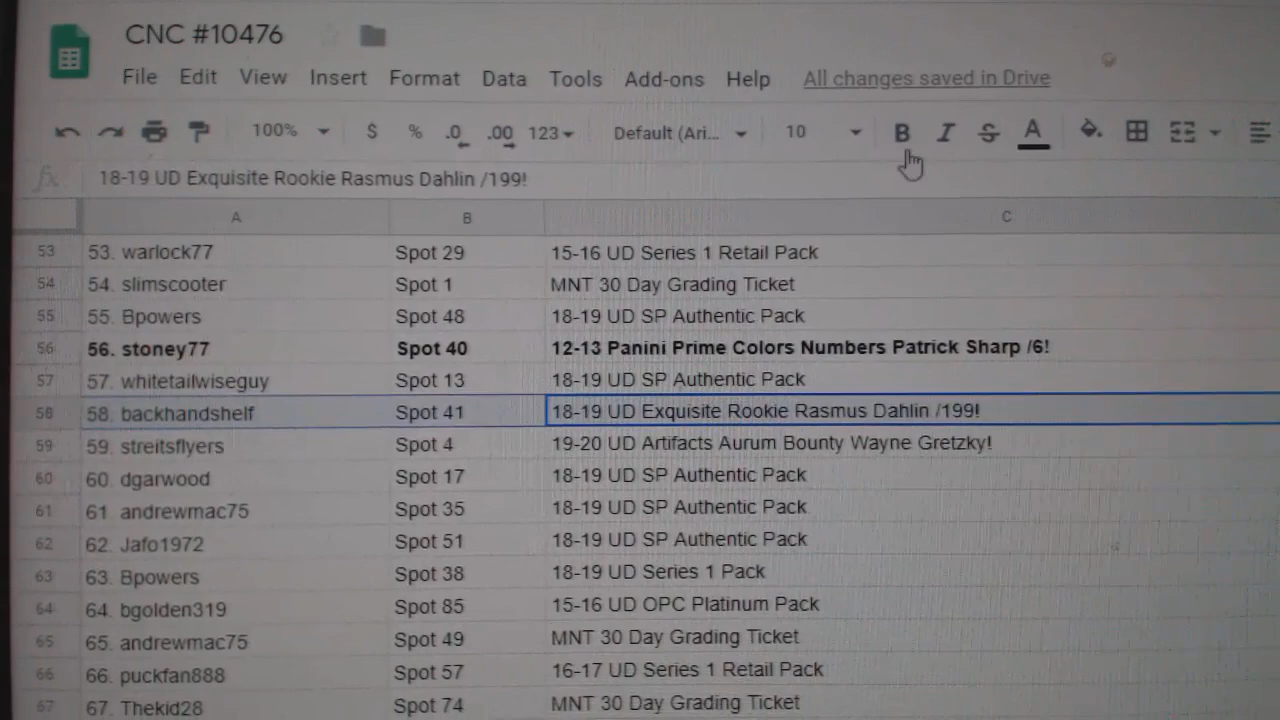 CNC #10476
File Edit View Insert Format Data Tools Add-ons Help All changes saved in Drive
100% $ % .0 .00 123 Default (Ari... 10 B I S A
fx 18-19 UD Exquisite Rookie Rasmus Dahlin /199!
A B C
53 53. warlock77 Spot 29 15-16 UD Series 1 Retail Pack
54 54. slimscooter Spot 1 MNT 30 Day Grading Ticket
55 55. Bpowers Spot 48 18-19 UD SP Authentic Pack
56 56. stoney77 Spot 40 12-13 Panini Prime Colors Numbers Patrick Sharp /6!
57 57. whitetailwiseguy Spot 13 18-19 UD SP Authentic Pack
58 58. backhandshelf Spot 41 18-19 UD Exquisite Rookie Rasmus Dahlin /199!
59 59. streitsflyers Spot 4 19-20 UD Artifacts Aurum Bounty Wayne Gretzky!
60 60. dgarwood Spot 17 18-19 UD SP Authentic Pack
61 61. andrewmac75 Spot 35 18-19 UD SP Authentic Pack
62 62. Jafo1972 Spot 51 18-19 UD SP Authentic Pack
63 63. Bpowers Spot 38 18-19 UD Series 1 Pack
64 64. bgolden319 Spot 85 15-16 UD OPC Platinum Pack
65 65. andrewmac75 Spot 49 MNT 30 Day Grading Ticket
66 66. puckfan888 Spot 57 16-17 UD Series 1 Retail Pack
67 67. Thekid28 Spot 74 MNT 30 Day Grading Ticket